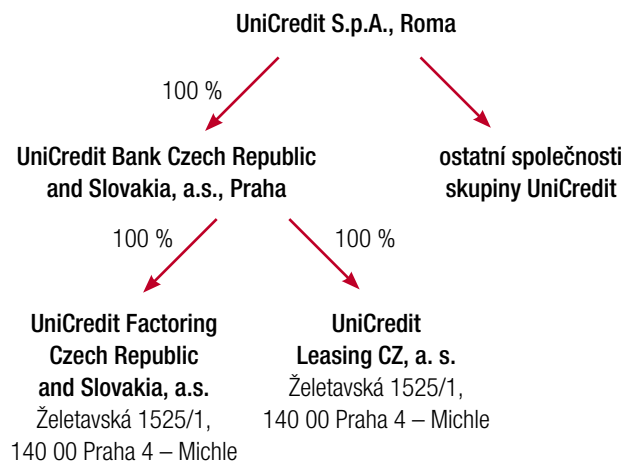 UniCredit S.p.A., Roma
100 %
UniCredit Bank Czech Republic
and Slovakia, a.s., Praha
ostatní společnosti
skupiny UniCredit
100 %
100 %
UniCredit Factoring
Czech Republic
and Slovakia, a.s.
Želetavská 1525/1,
140 00 Praha 4 – Michle
UniCredit
Leasing CZ, a. s.
Želetavská 1525/1,
140 00 Praha 4 – Michle